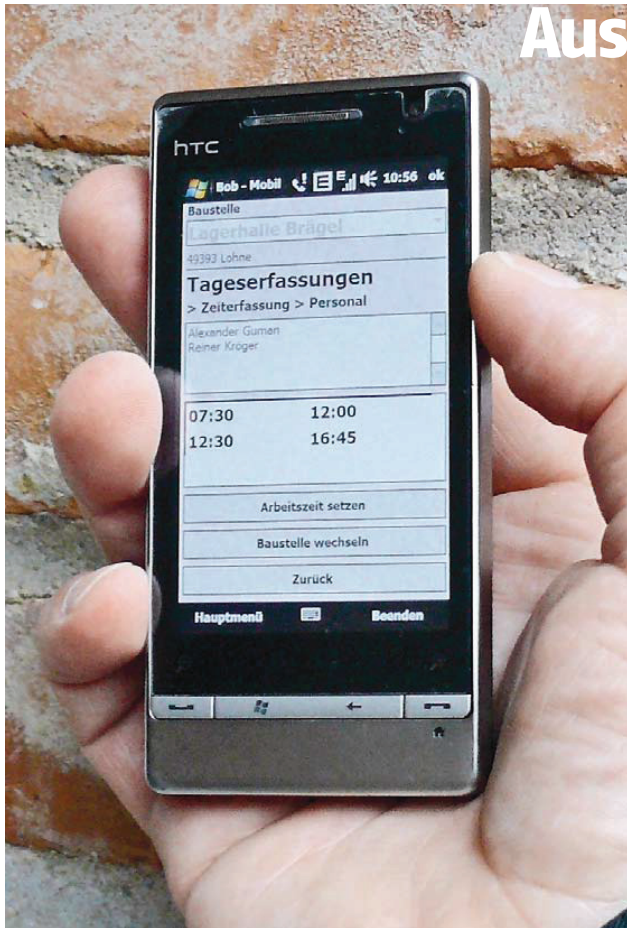 Aus
hTC
Bob - Mobil 10:56 ok
Baustelle
Lagerhalle Brägel
49393 Lohne
Tageserfassungen
> Zeiterfassung > Personal
Alexander Guman
Reiner Kröger
07:30 12:00
12:30 16:45
Arbeitszeit setzen
Baustelle wechseln
Zurück
Hauptmenü Beenden